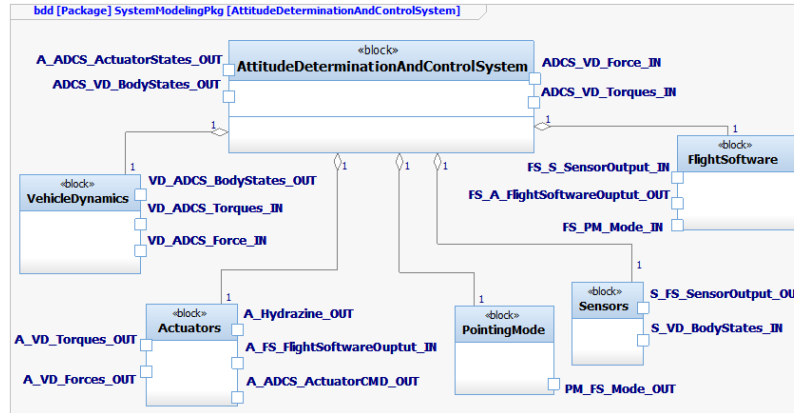 bdd [Package] SystemModelingPkg [AttitudeDeterminationAndControlSystem]
«block»
AttitudeDeterminationAndControlSystem
A_ADCS_ActuatorStates_OUT
ADCS_VD_BodyStates_OUT
ADCS_VD_Force_IN
ADCS_VD_Torques_IN
1
1
1
1
1
1
«block»
VehicleDynamics
VD_ADCS_BodyStates_OUT
VD_ADCS_Torques_IN
VD_ADCS_Force_IN
1
«block»
FlightSoftware
FS_S_SensorOutput_IN
FS_A_FlightSoftwareOuptut_OUT
FS_PM_Mode_IN
1
«block»
Actuators
A_Hydrazine_OUT
A_VD_Torques_OUT
A_FS_FlightSoftwareOuptut_IN
A_VD_Forces_OUT
A_ADCS_ActuatorCMD_OUT
1
«block»
PointingMode
PM_FS_Mode_OUT
1
«block»
Sensors
S_FS_SensorOutput_OU
S_VD_BodyStates_IN